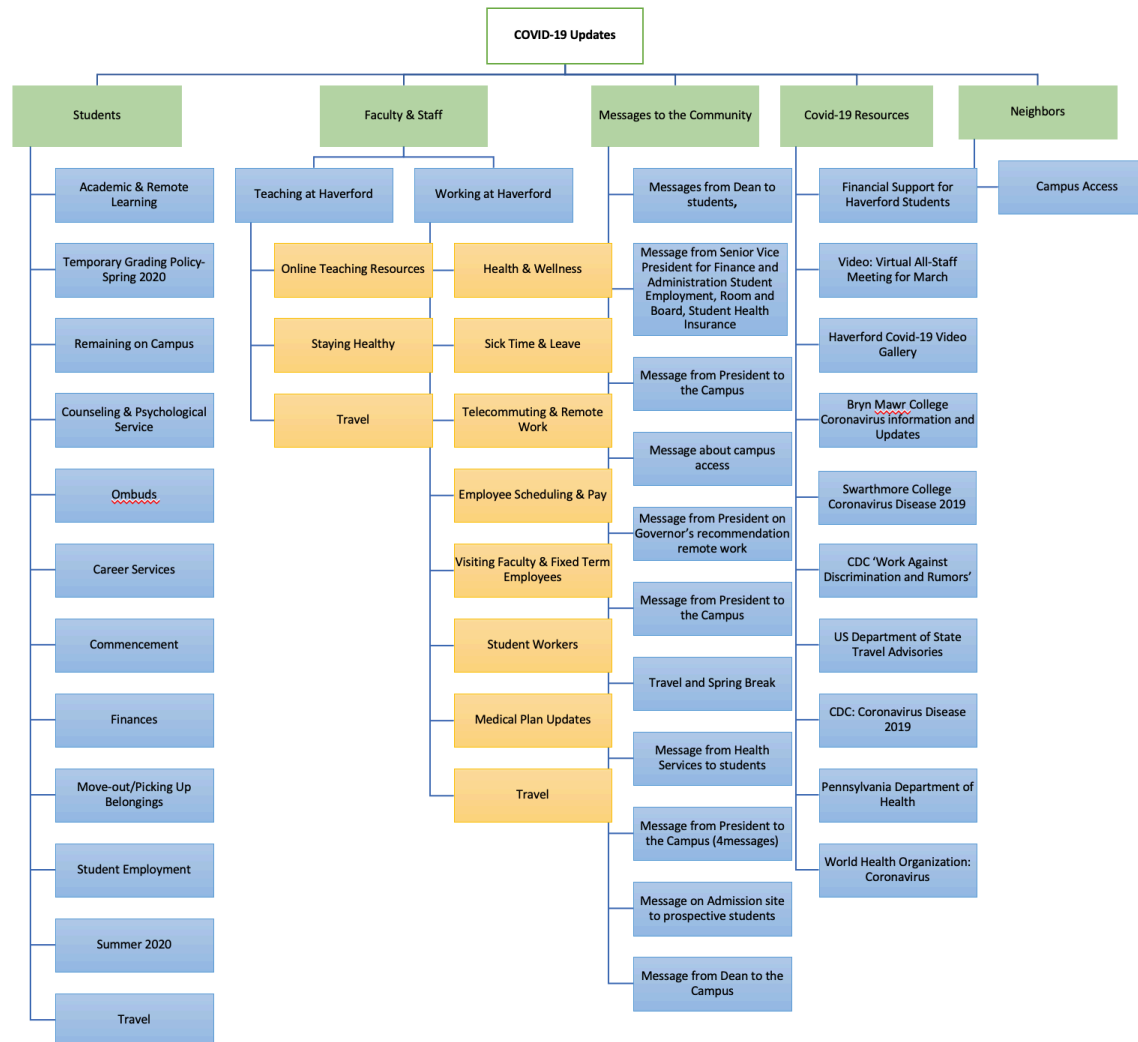 COVID-19 Updates
Students
Faculty & Staff
Messages to the Community
Covid-19 Resources
Neighbors
Academic & Remote
Learning
Temporary Grading Policy-
Spring 2020
Remaining on Campus
Counseling & Psychological
Service
Ombuds
Career Services
Commencement
Finances
Move-out/Picking Up
Belongings
Student Employment
Summer 2020
Travel
Teaching at Haverford
Online Teaching Resources
Staying Healthy
Travel
Working at Haverford
Health & Wellness
Sick Time & Leave
Telecommuting & Remote
Work
Employee Scheduling & Pay
Visiting Faculty & Fixed Term
Employees
Student Workers
Medical Plan Updates
Travel
Messages from Dean to
students,
Message from Senior Vice
President for Finance and
Administration Student
Employment, Room and
Board, Student Health
Insurance
Message from President to
the Campus
Message about campus
access
Message from President on
Governor's recommendation
remote work
Message from President to
the Campus
Travel and Spring Break
Message from Health
Services to students
Message from President to
the Campus (4messages)
Message on Admission site
to prospective students
Message from Dean to the
Campus
Financial Support for
Haverford Students
Video: Virtual All-Staff
Meeting for March
Haverford Covid-19 Video
Gallery
Bryn Mawr College
Coronavirus information and
Updates
Swarthmore College
Coronavirus Disease 2019
CDC ‘Work Against
Discrimination and Rumors’
US Department of State
Travel Advisories
CDC: Coronavirus Disease
2019
Pennsylvania Department of
Health
World Health Organization:
Coronavirus
Campus Access